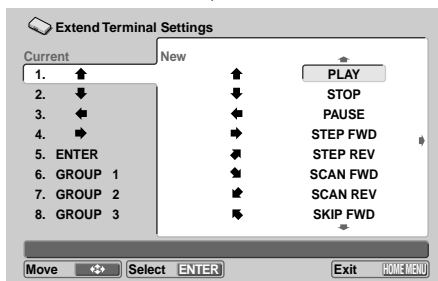 Extend Terminal Settings
Current New
1. ⬆ ⬆ PLAY
2. ⬇ ⬇ STOP
3. ⬅ ⬅ PAUSE
4. ➡ ➡ STEP FWD
5. ENTER STEP REV
6. GROUP 1 SCAN FWD
7. GROUP 2 SCAN REV
8. GROUP 3 SKIP FWD
Move Select ENTER Exit HOME MENU